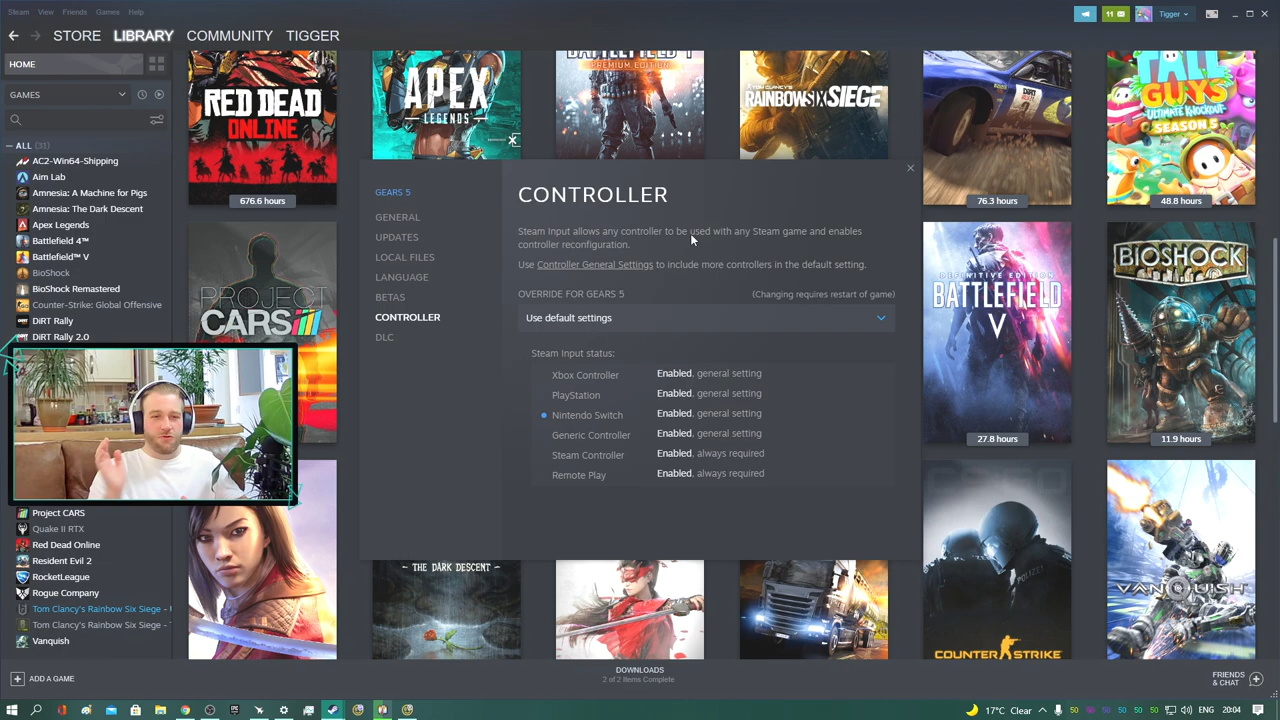 Steam View Friends Games Help
11
Tigger
STORE LIBRARY COMMUNITY TIGGER
HOME
GAMES
ALL (31)
AC2-Win64-Shipping
Aim Lab
Amnesia: A Machine for Pigs
Amnesia: The Dark Descent
Apex Legends
Battlefield 4™
Battlefield™ V
BioShock
BioShock Remastered
Counter-Strike: Global Offensive
DiRT Rally
DiRT Rally 2.0
Project CARS
Quake II RTX
Red Dead Online
Resident Evil 2
RocketLeague
Rogue Company
Tom Clancy's Rainbow Six Siege -
Tom Clancy's Rainbow Six Siege -
Vanquish
RED DEAD
ONLINE
676.6 hours
APEX
LEGENDS
PREMIUM EDITION
RAINBOW SIX SIEGE
76.3 hours
FALL
GUYS
ULTIMATE KNOCKOUT
SEASON 5
48.8 hours
PROJECT
CARS
DEFINITIVE EDITION
BATTLEFIELD
V
27.8 hours
BIOSHOCK
11.9 hours
GEARS 5
GENERAL
UPDATES
LOCAL FILES
LANGUAGE
BETAS
CONTROLLER
DLC
CONTROLLER
Steam Input allows any controller to be used with any Steam game and enables
controller reconfiguration.
Use Controller General Settings to include more controllers in the default setting.
OVERRIDE FOR GEARS 5 (Changing requires restart of game)
Use default settings
Steam Input status:
Xbox Controller Enabled. general setting
PlayStation Enabled. general setting
Nintendo Switch Enabled. general setting
Generic Controller Enabled. general setting
Steam Controller Enabled. always required
Remote Play Enabled. always required
THE DARK DESCENT
POLIZEI
COUNTER STRIKE
VANQUISH
ADD A GAME
DOWNLOADS
2 of 2 Items Complete
FRIENDS
& CHAT
17°C Clear
50 50 50 50 50 50
ENG 20:04